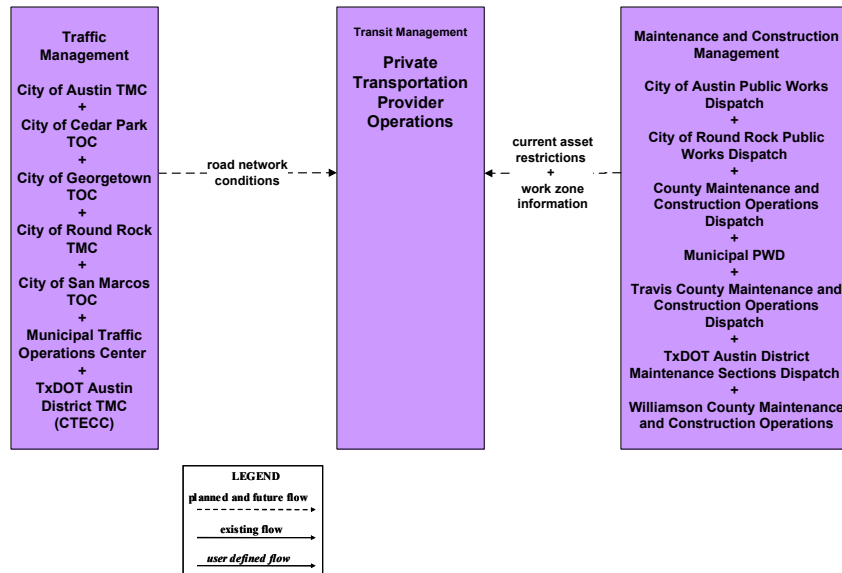 Traffic
Management
City of Austin TMC
+
City of Cedar Park
TOC
+
City of Georgetown
TOC
+
City of Round Rock
TMC
+
City of San Marcos
TOC
+
Municipal Traffic
Operations Center
+
TxDOT Austin
District TMC
(CTECC)
road network
conditions
Transit Management
Private
Transportation
Provider
Operations
current asset
restrictions
+
work zone
information
Maintenance and Construction
Management
City of Austin Public Works
Dispatch
+
City of Round Rock Public
Works Dispatch
+
County Maintenance and
Construction Operations
Dispatch
+
Municipal PWD
+
Travis County Maintenance and
Construction Operations
Dispatch
+
TxDOT Austin District
Maintenance Sections Dispatch
+
Williamson County Maintenance
and Construction Operations
LEGEND
planned and future flow
existing flow
user defined flow